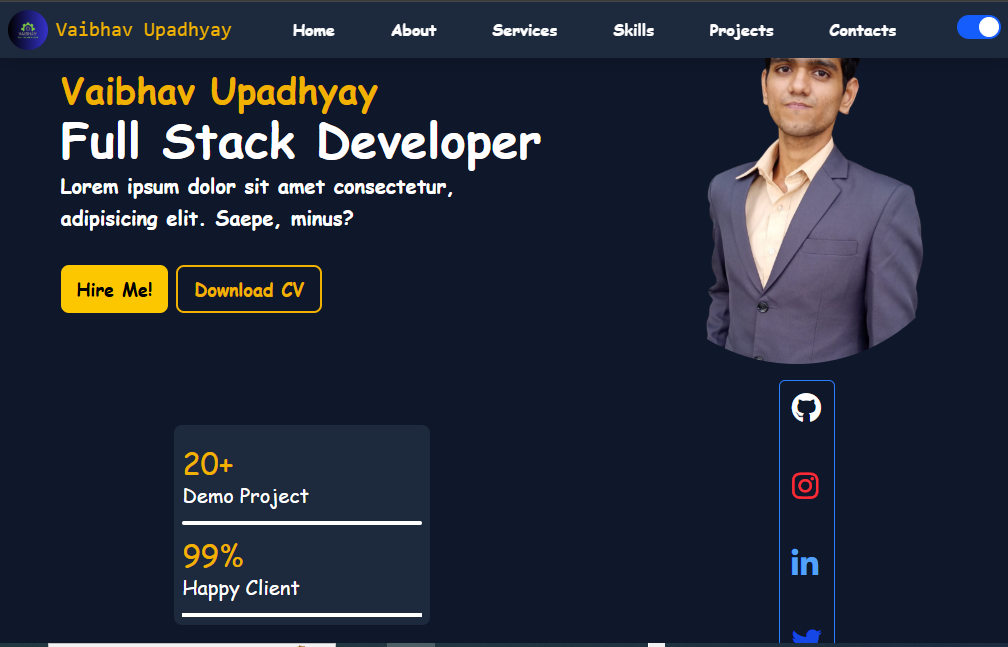 Vaibhav Upadhyay
Home
About
Services
Skills
Projects
Contacts
Vaibhav Upadhyay
Full Stack Developer
Lorem ipsum dolor sit amet consectetur,
adipisicing elit. Saepe, minus?
Hire Me!
Download CV
20+
Demo Project
99%
Happy Client
in